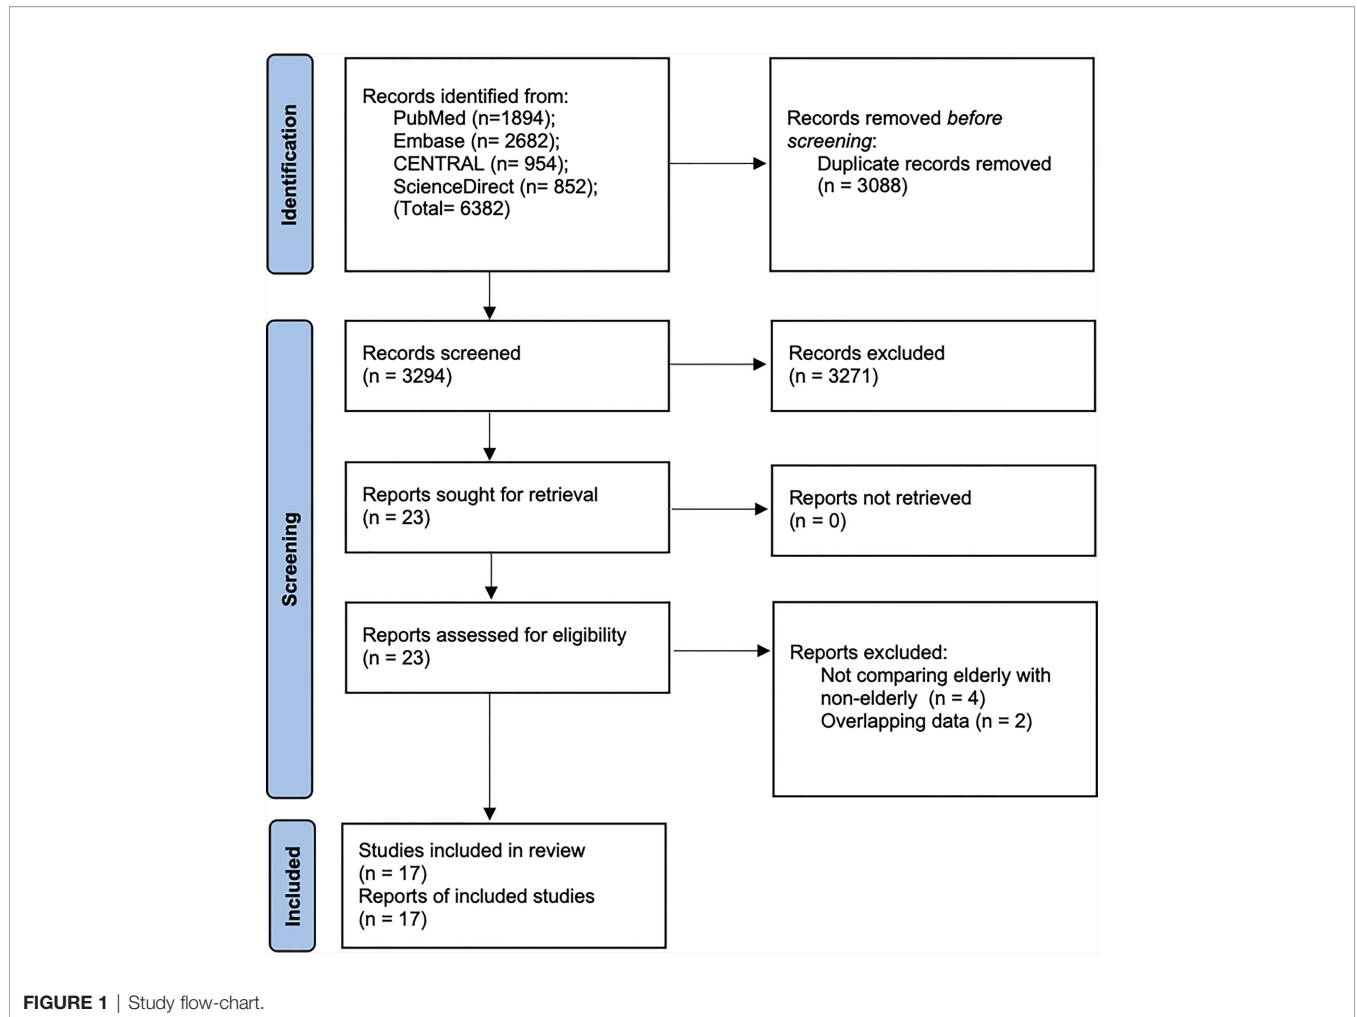 Identification
Records identified from:
PubMed (n=1894);
Embase (n= 2682);
CENTRAL (n= 954);
ScienceDirect (n= 852);
(Total= 6382)
Records removed before
screening:
Duplicate records removed
(n = 3088)
Screening
Records screened
(n = 3294)
Records excluded
(n = 3271)
Reports sought for retrieval
(n = 23)
Reports not retrieved
(n = 0)
Reports assessed for eligibility
(n = 23)
Reports excluded:
Not comparing elderly with
non-elderly (n = 4)
Overlapping data (n = 2)
Included
Studies included in review
(n = 17)
Reports of included studies
(n = 17)
FIGURE 1 | Study flow-chart.